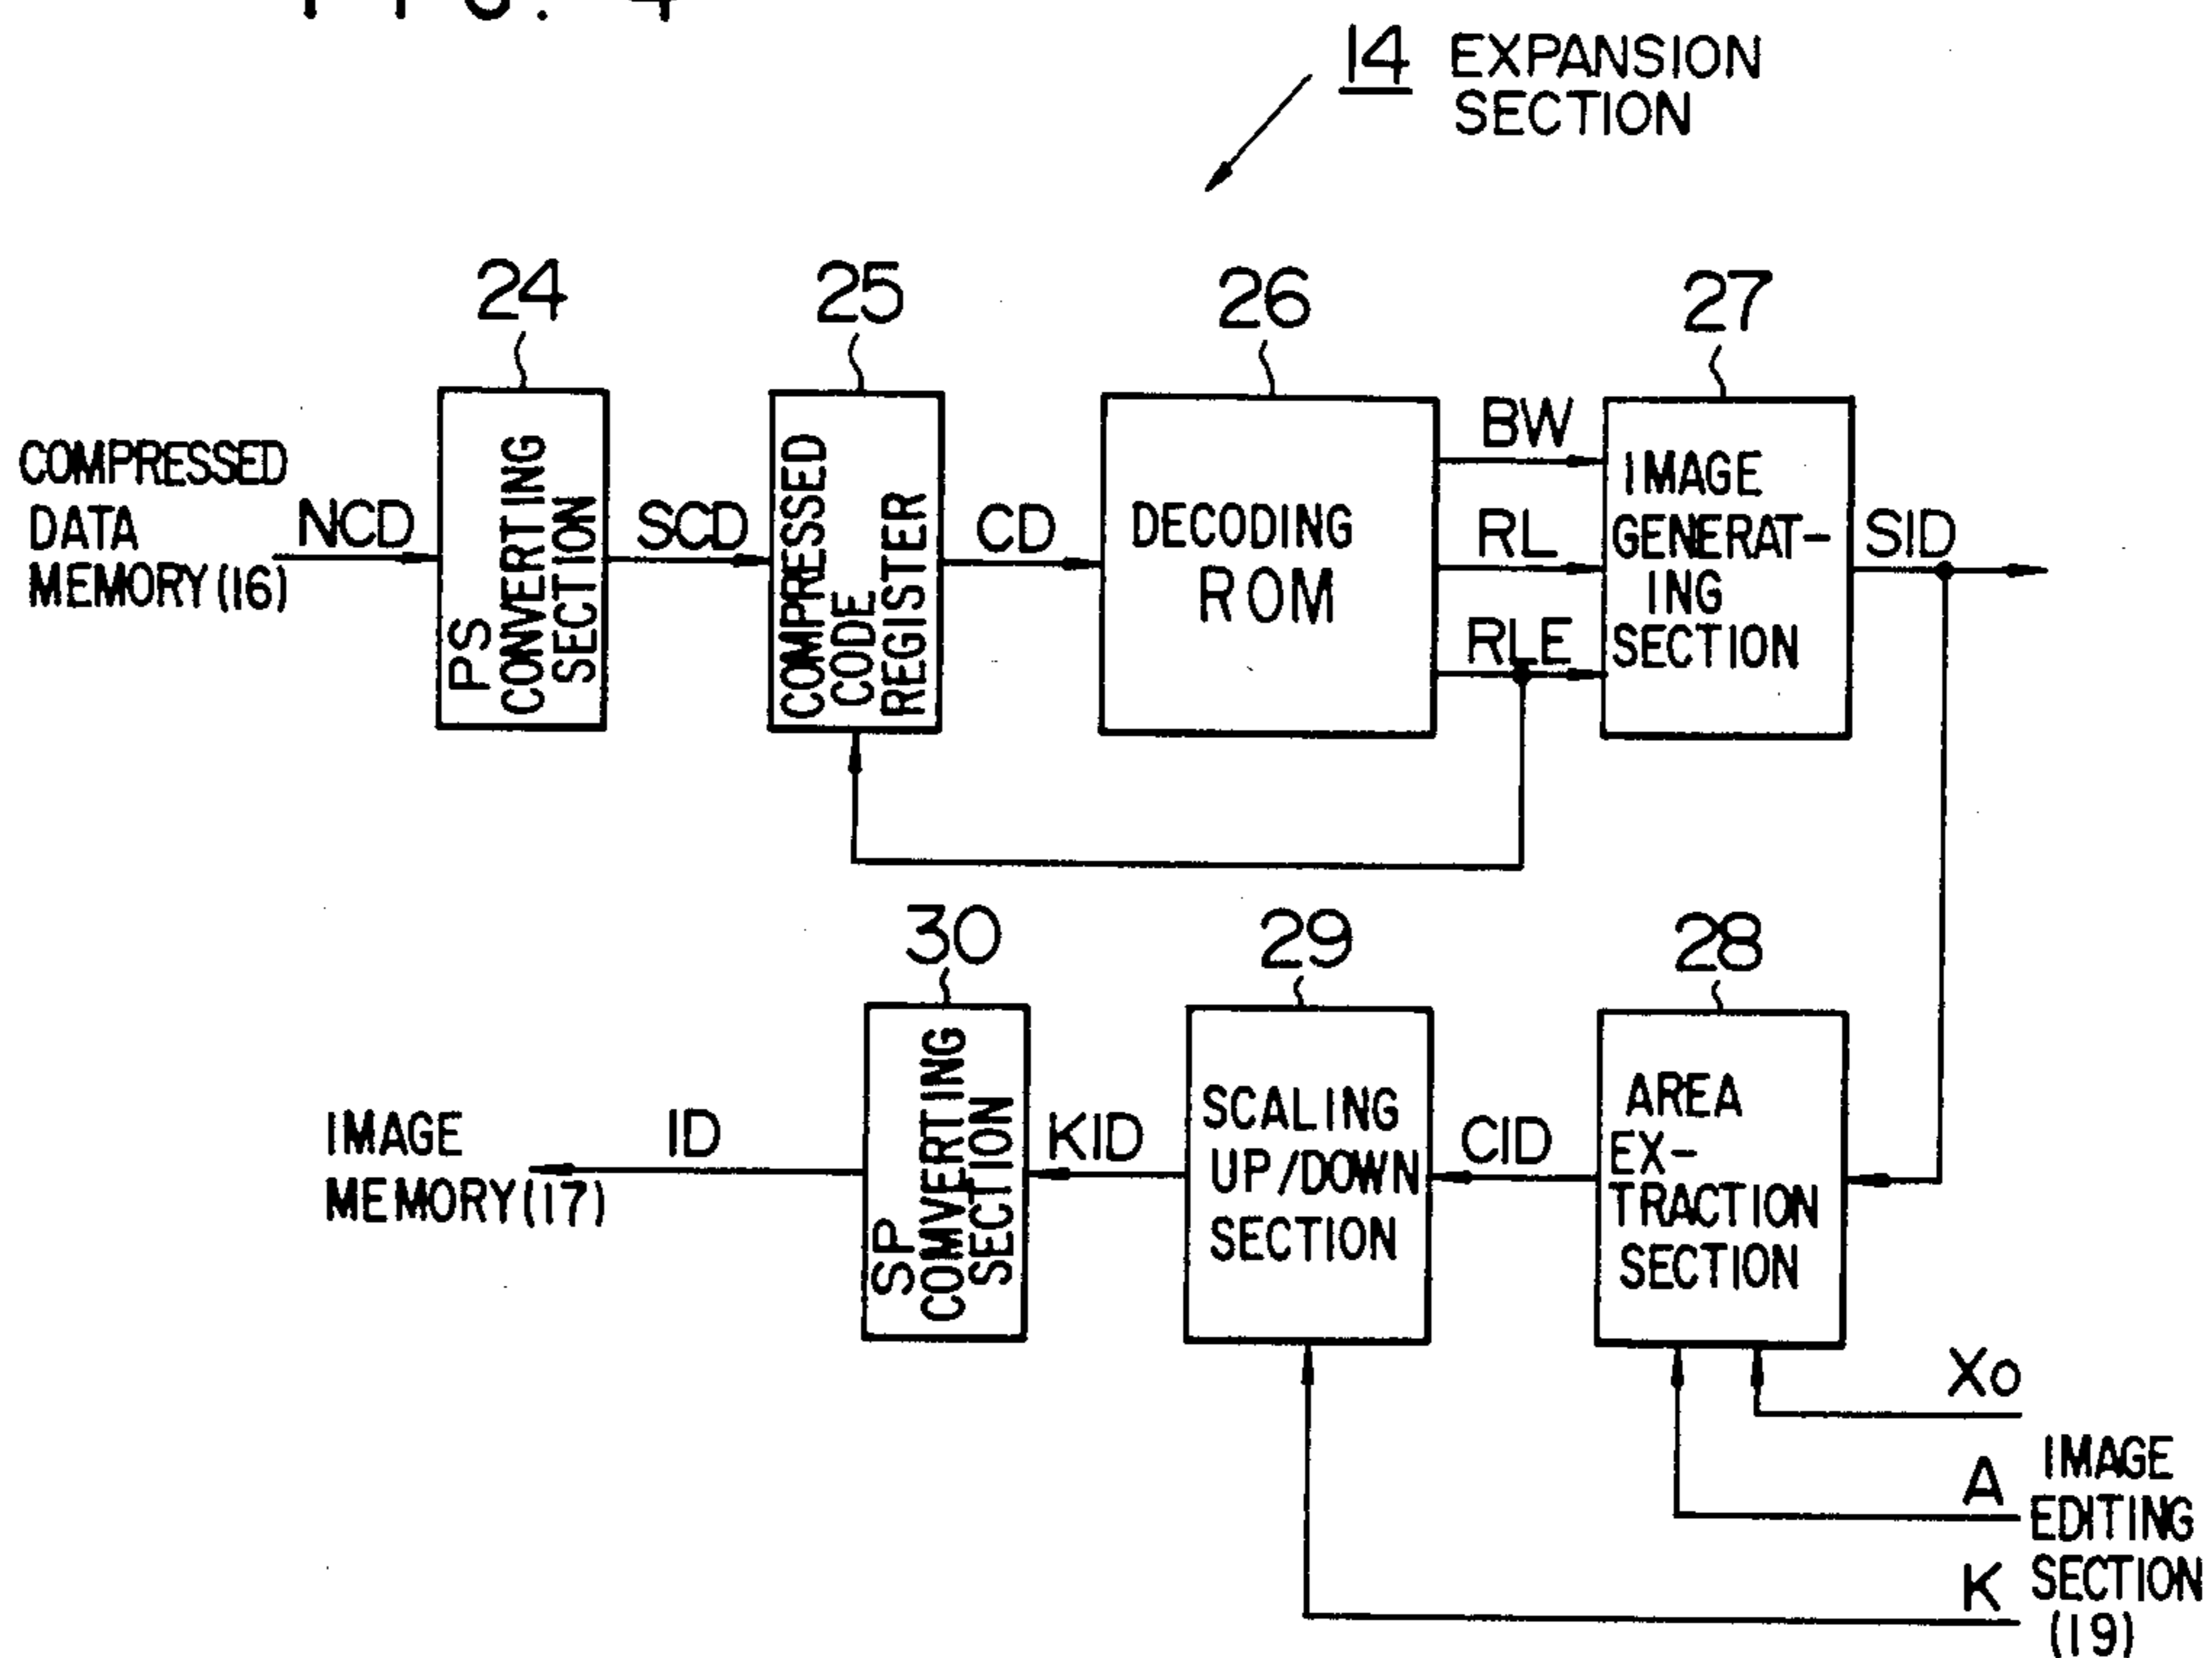 FIG. 4
14 EXPANSION
SECTION
24
25
26
27
COMPRESSED
DATA
MEMORY(16)
NCD
PS
CONVERTING
SECTION
SCD
COMPRESSED
CODE
REGISTER
CD
DECODING
ROM
BW
RL
RLE
IMAGE
GENERAT-
ING
SECTION
SID
30
29
28
IMAGE
MEMORY(17)
ID
SP
COMVERTING
SECTION
KID
SCALING
UP/DOWN
SECTION
CID
AREA
EX-
TRACTION
SECTION
Xo
A
K
IMAGE
EDITING
SECTION
(19)